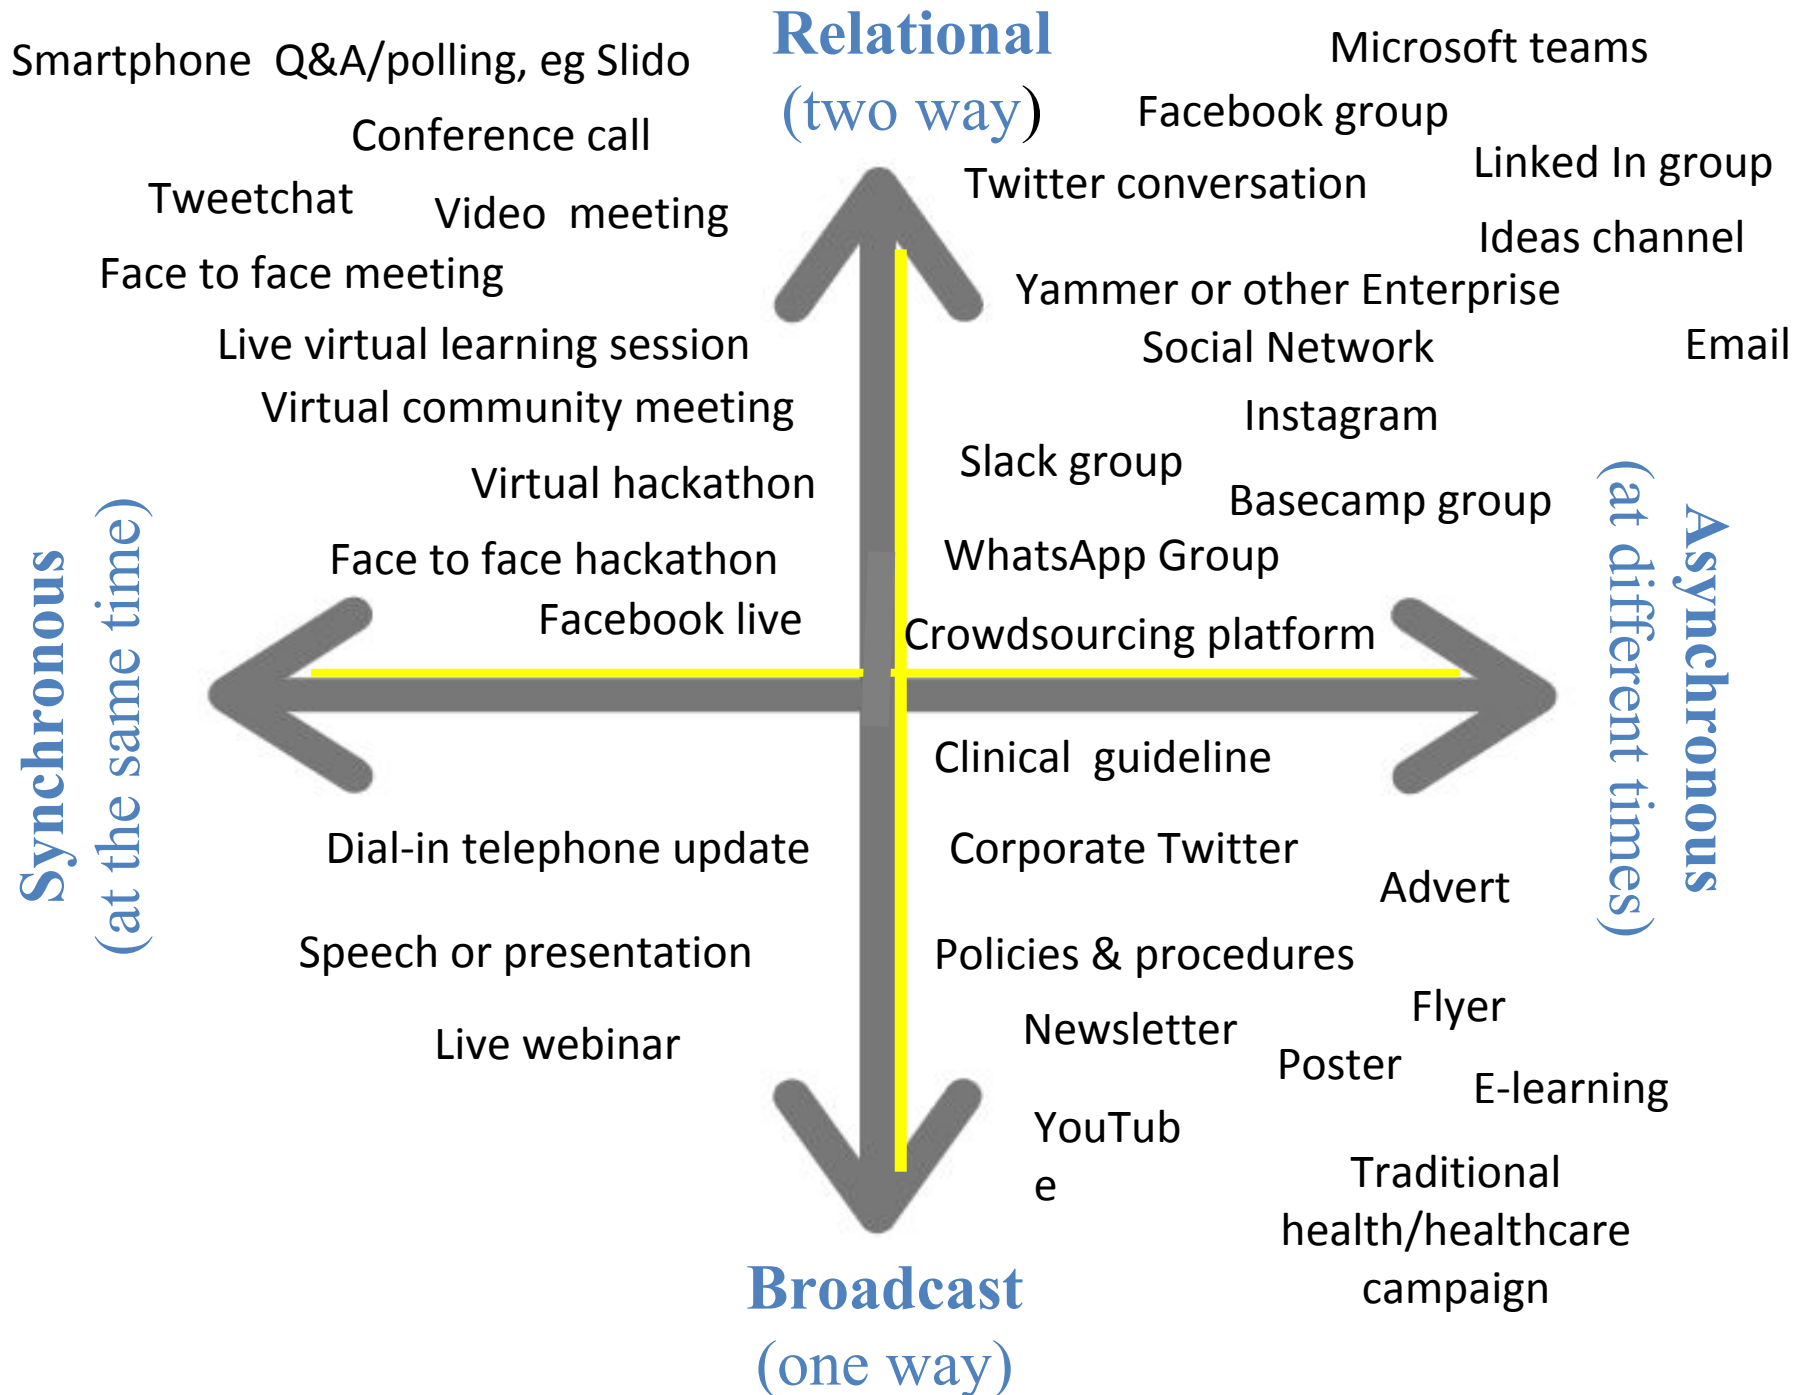 Relational
(two way)
Smartphone  Q&A/polling, eg Slido
Conference call
Tweetchat
Video  meeting
Face to face meeting
Live virtual learning session
Virtual community meeting
Virtual hackathon
Face to face hackathon
Facebook live
Microsoft teams
Facebook group
Linked In group
Twitter conversation
Ideas channel
Yammer or other Enterprise
Social Network
Email
Instagram
Slack group
Basecamp group
WhatsApp Group
Crowdsourcing platform
Synchronous
(at the same time)
Asynchronous
(at different times)
Dial-in telephone update
Speech or presentation
Live webinar
Clinical  guideline
Corporate Twitter
Advert
Policies & procedures
Flyer
Newsletter
Poster
E-learning
YouTub
e
Traditional
health/healthcare
campaign
Broadcast
(one way)